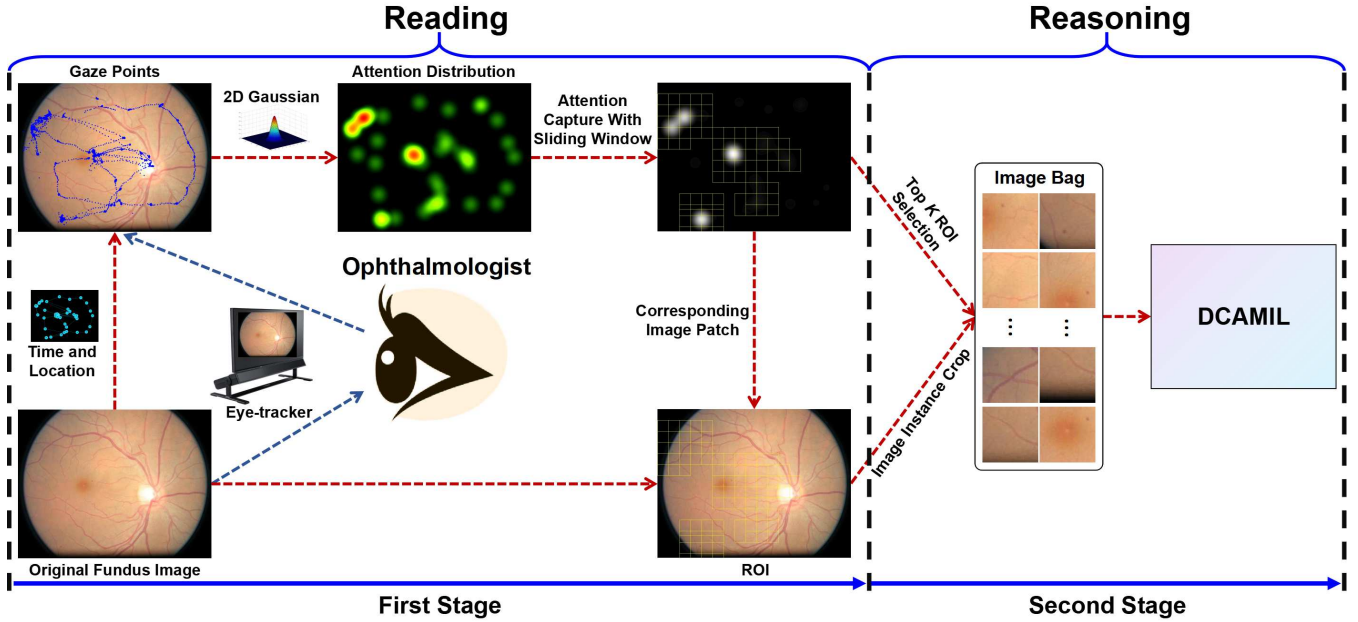 Reading
Reasoning
Gaze Points
2D Gaussian
Attention Distribution
Attention
Capture With
Sliding Window
Top K ROI
Selection
Image Bag
Ophthalmologist
Time and
Location
Eye-tracker
Corresponding
Image Patch
DCAMIL
Image Instance Crop
Original Fundus Image
ROI
First Stage
Second Stage